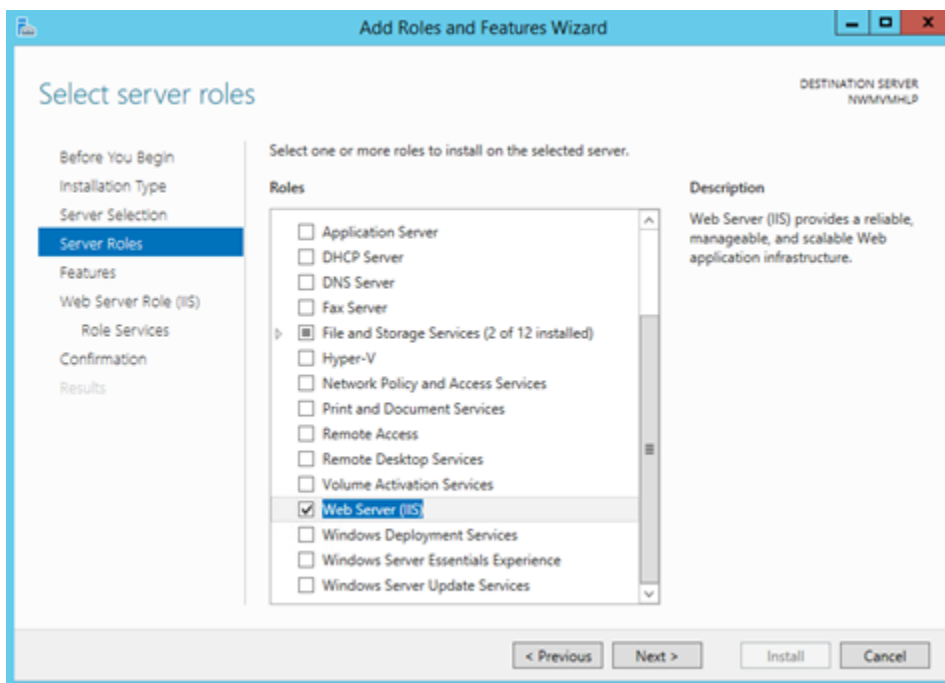 Add Roles and Features Wizard
Select server roles
DESTINATION SERVER
NWMVMHLP
Before You Begin
Installation Type
Server Selection
Server Roles
Features
Web Server Role (IIS)
Role Services
Confirmation
Results
Select one or more roles to install on the selected server.
Roles
Application Server
DHCP Server
DNS Server
Fax Server
File and Storage Services (2 of 12 installed)
Hyper-V
Network Policy and Access Services
Print and Document Services
Remote Access
Remote Desktop Services
Volume Activation Services
Web Server (IIS)
Windows Deployment Services
Windows Server Essentials Experience
Windows Server Update Services
Description
Web Server (IIS) provides a reliable,
manageable, and scalable Web
application infrastructure.
< Previous
Next >
Install
Cancel